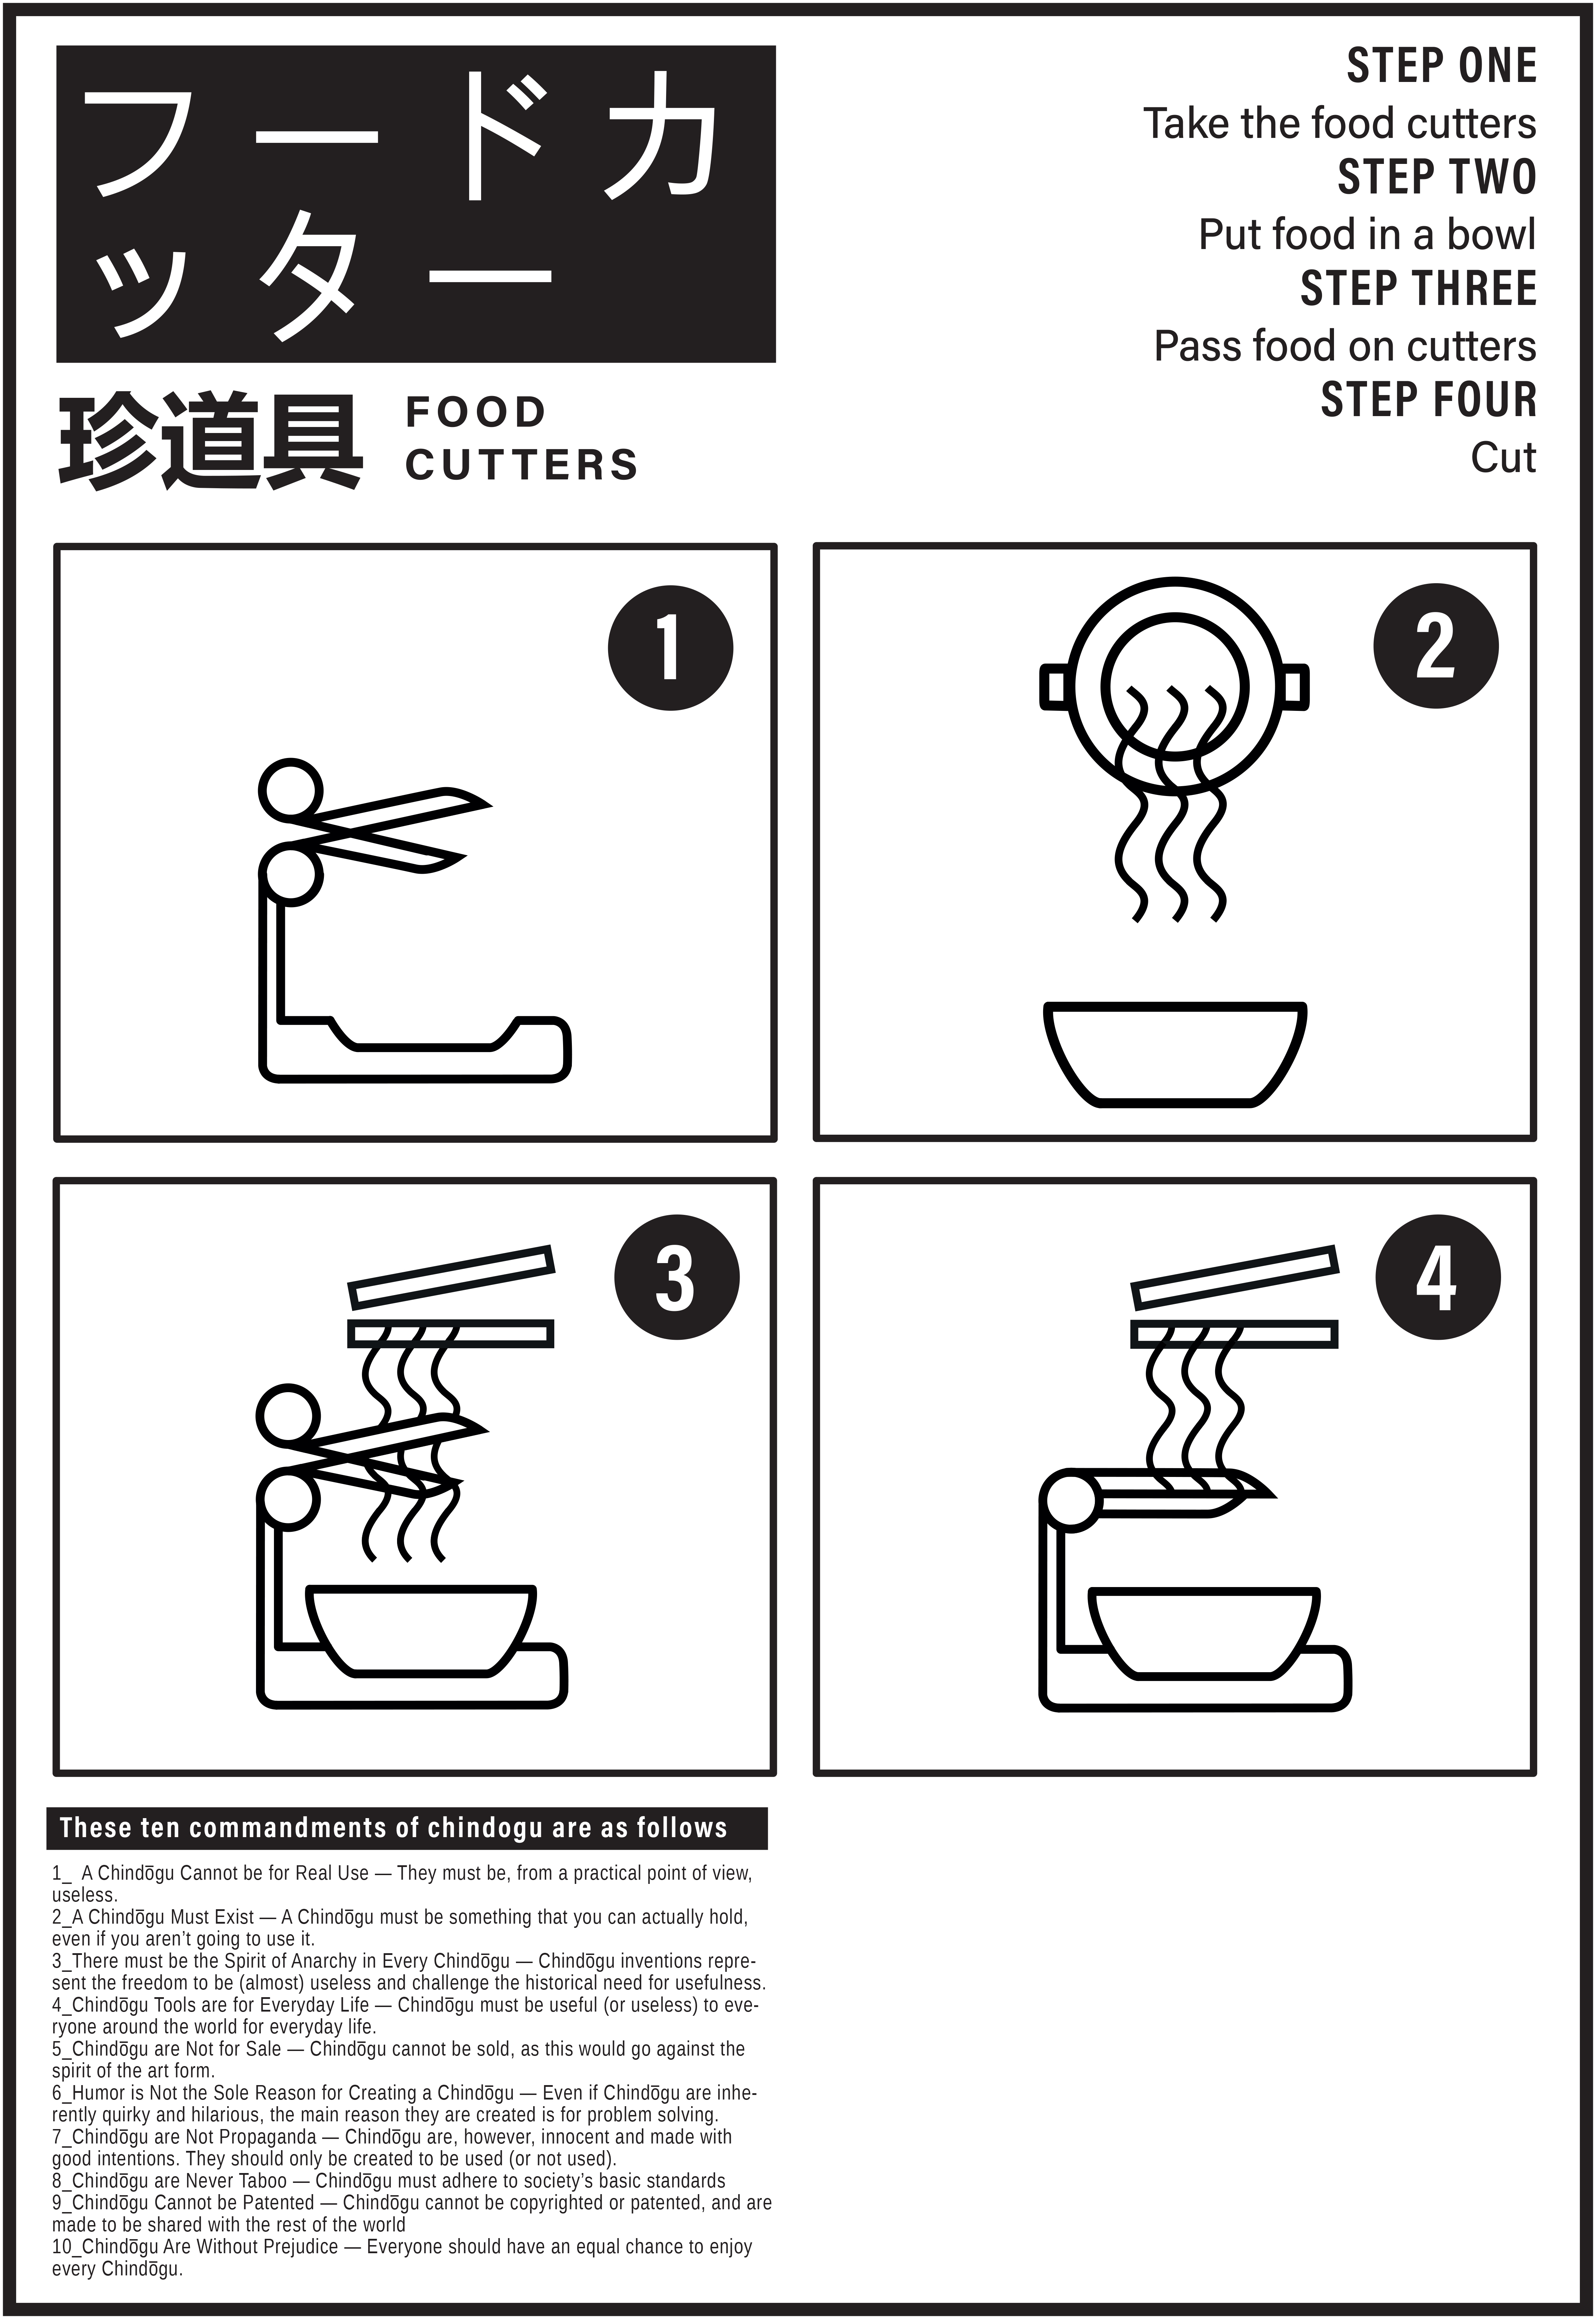 フードカ
ッター
珍道具
FOOD
CUTTERS
STEP ONE
Take the food cutters
STEP TWO
Put food in a bowl
STEP THREE
Pass food on cutters
STEP FOUR
Cut
1
2
3
4
These ten commandments of chindogu are as follows
1_ A Chindōgu Cannot be for Real Use — They must be, from a practical point of view,
useless.
2_A Chindōgu Must Exist — A Chindōgu must be something that you can actually hold,
even if you aren’t going to use it.
3_There must be the Spirit of Anarchy in Every Chindōgu — Chindōgu inventions repre-
sent the freedom to be (almost) useless and challenge the historical need for usefulness.
4_Chindōgu Tools are for Everyday Life — Chindōgu must be useful (or useless) to eve-
ryone around the world for everyday life.
5_Chindōgu are Not for Sale — Chindōgu cannot be sold, as this would go against the
spirit of the art form.
6_Humor is Not the Sole Reason for Creating a Chindōgu — Even if Chindōgu are inhe-
rently quirky and hilarious, the main reason they are created is for problem solving.
7_Chindōgu are Not Propaganda — Chindōgu are, however, innocent and made with
good intentions. They should only be created to be used (or not used).
8_Chindōgu are Never Taboo — Chindōgu must adhere to society’s basic standards
9_Chindōgu Cannot be Patented — Chindōgu cannot be copyrighted or patented, and are
made to be shared with the rest of the world
10_Chindōgu Are Without Prejudice — Everyone should have an equal chance to enjoy
every Chindōgu.